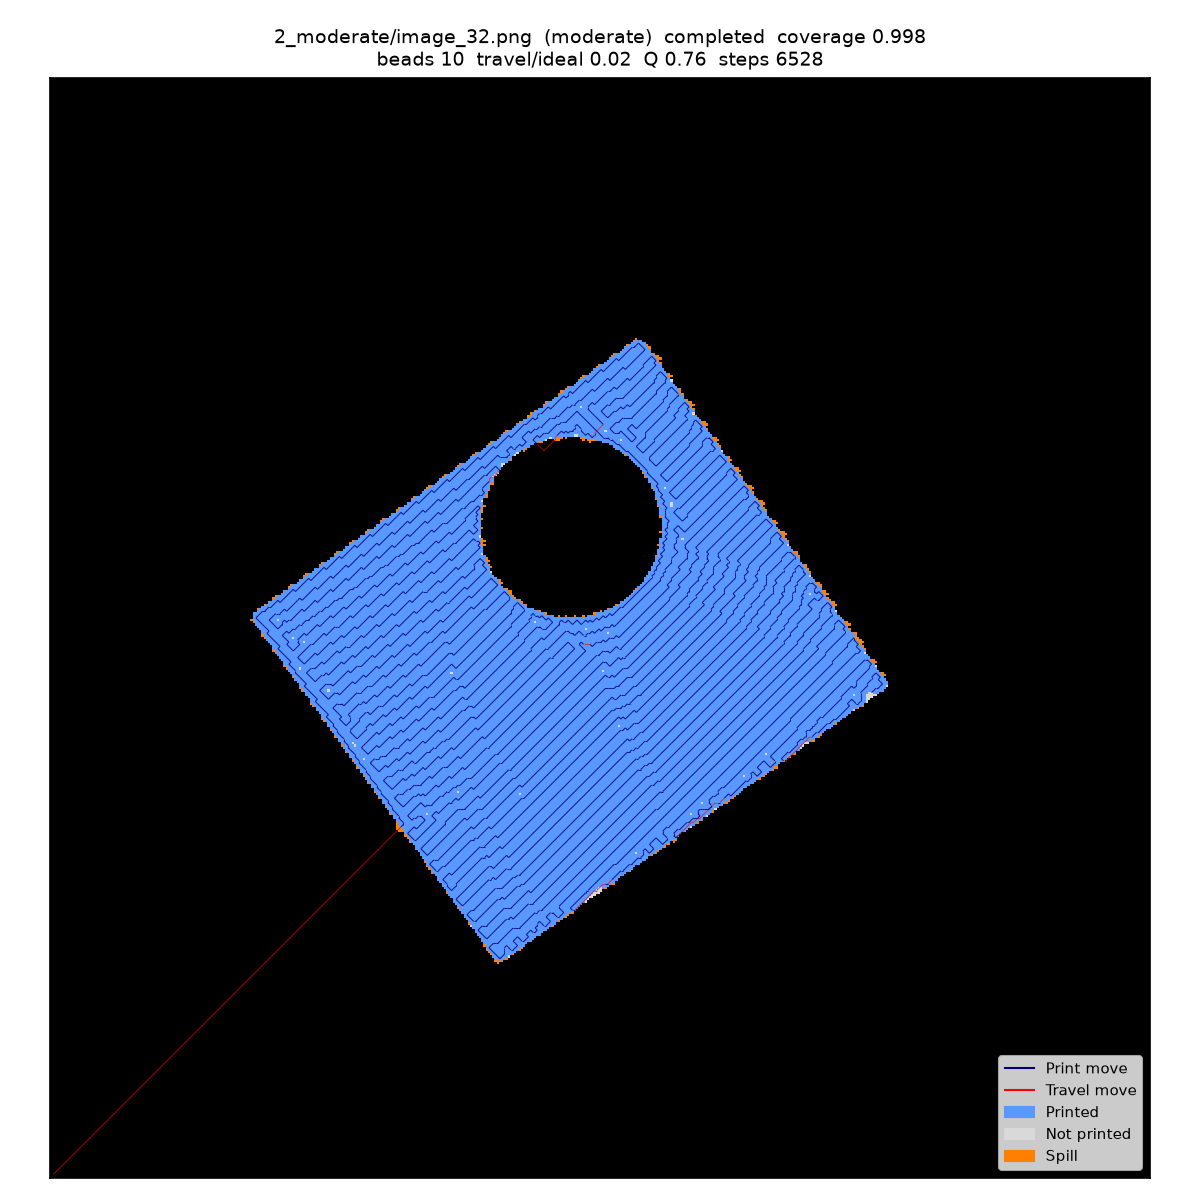 2_moderate/image_32.png  (moderate)  completed  coverage 0.998
beads 10  travel/ideal 0.02  Q 0.76  steps 6528
Print move
Travel move
Printed
Not printed
Spill